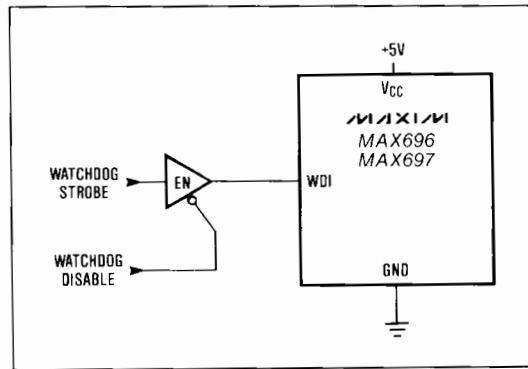 +5V
VCC
MAXIM
MAX696
MAX697
WATCHDOG
STROBE
EN
WDI
WATCHDOG
DISABLE
GND